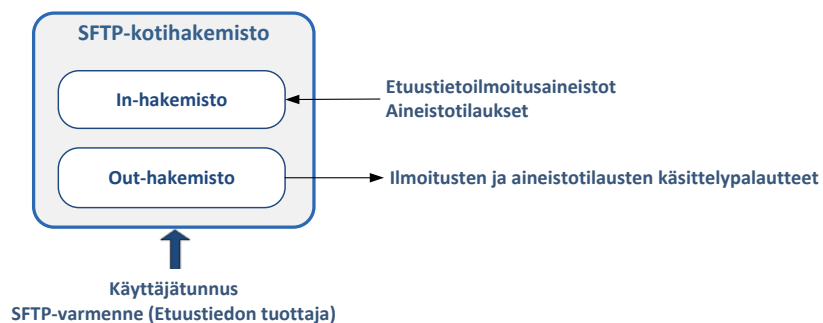 SFTP-kotihakemisto
In-hakemisto
Etuustietoilmoitusaineistot
Aineistotilaukset
Out-hakemisto
Ilmoitusten ja aineistotilausten käsittelypalautteet
Käyttäjätunnus
SFTP-varmenne (Etuustiedon tuottaja)